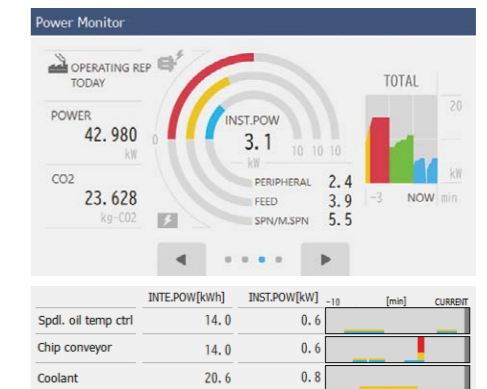 Power Monitor
OPERATING REP
TODAY
POWER
42.980
kW
CO2
23.628
kg-CO2
0
INST.POW
3.1
kW
10 10 10
PERIPHERAL 2.4
FEED 3.9
SPN/M.SPN 5.5
TOTAL
20
kW
-3 NOW min
INTE.POW[kWh] INST.POW[kW] -10 [min] CURRENT
Spdl. oil temp ctrl 14.0 0.6
Chip conveyor 14.0 0.6
Coolant 20.6 0.8